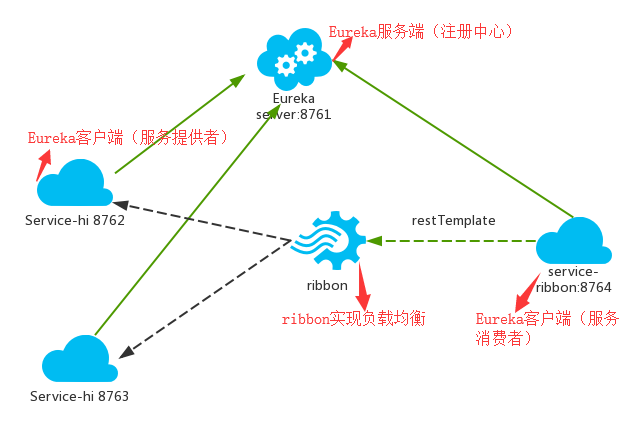 Eureka服务端（注册中心）
Eureka
server:8761
Eureka客户端（服务提供者）
Service-hi 8762
restTemplate
ribbon
service-
ribbon:8764
ribbon实现负载均衡
Eureka客户端（服务
消费者）
Service-hi 8763